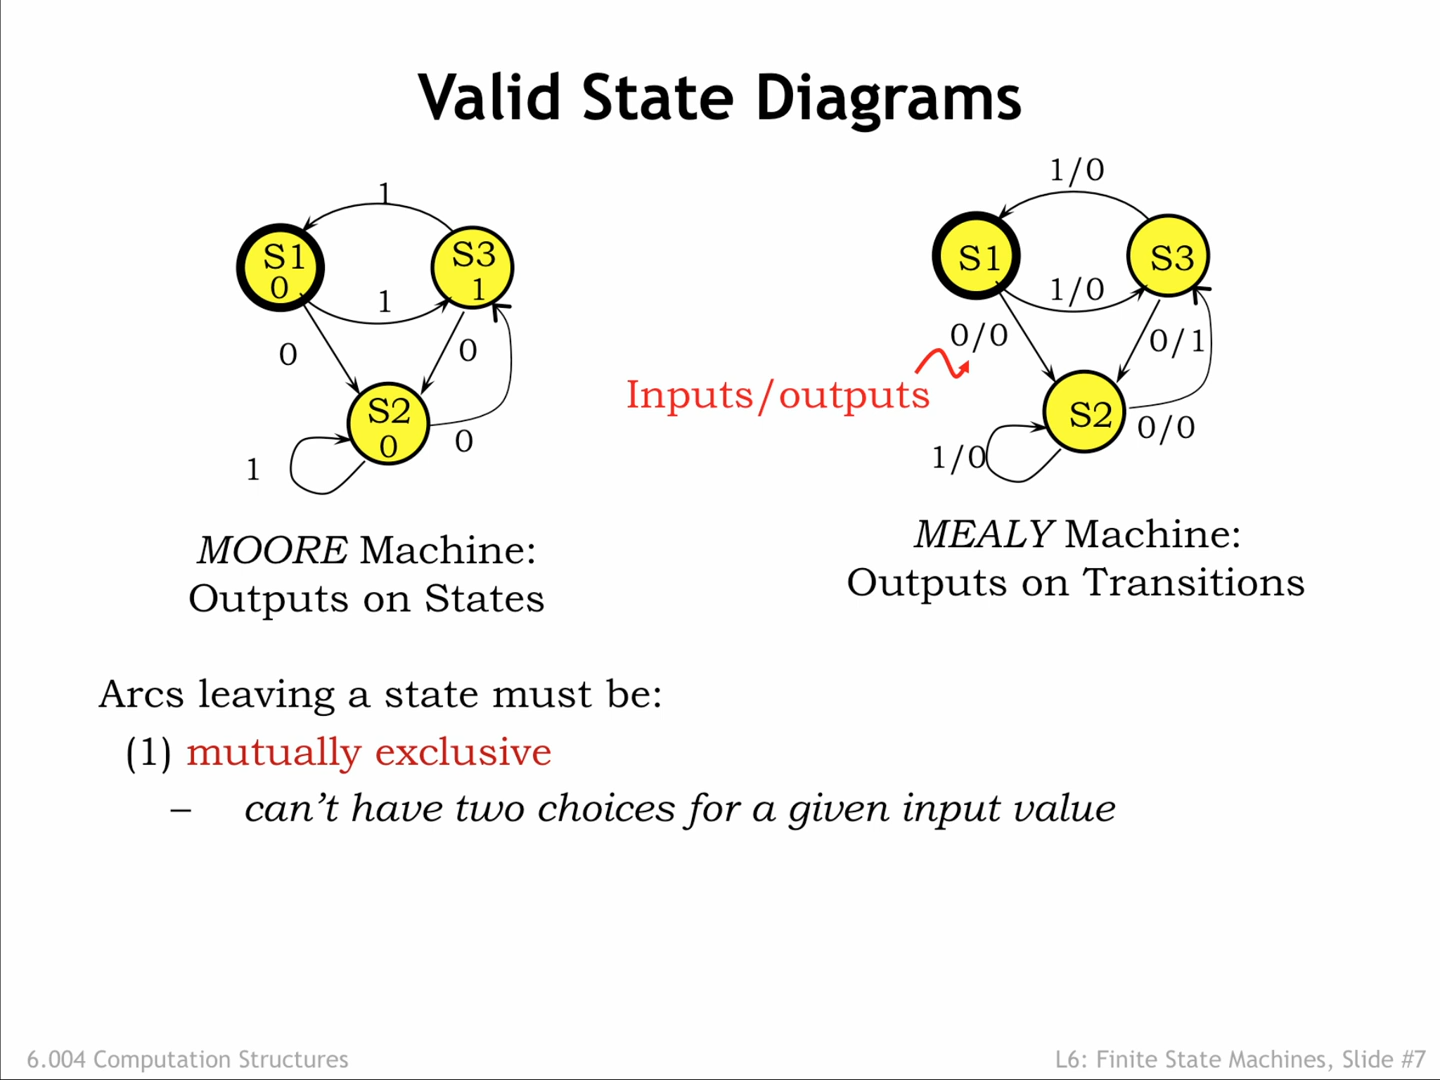 Valid State Diagrams
1
S1
0
S3
1
1
0
0
S2
0
0
1
MOORE Machine:
Outputs on States
1/0
S1
S3
1/0
0/0
0/1
Inputs/outputs
S2
0/0
1/0
MEALY Machine:
Outputs on Transitions
Arcs leaving a state must be:
(1) mutually exclusive
– can’t have two choices for a given input value
6.004 Computation Structures
L6: Finite State Machines, Slide #7